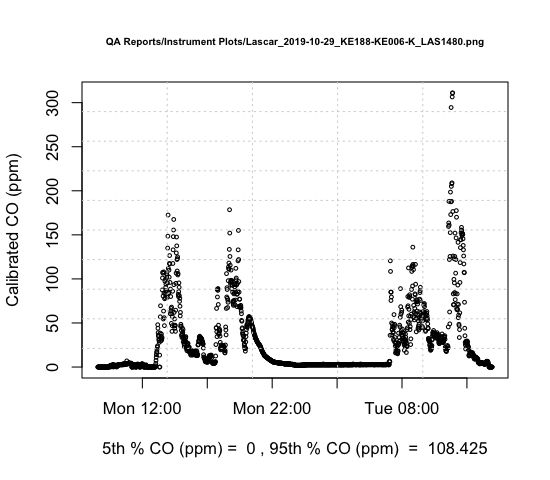 QA Reports/Instrument Plots/Lascar_2019-10-29_KE188-KE006-K_LAS1480.png
300
250
200
150
100
50
0
Calibrated CO (ppm)
Mon 12:00 Mon 22:00 Tue 08:00
5th % CO (ppm) = 0 , 95th % CO (ppm) = 108.425